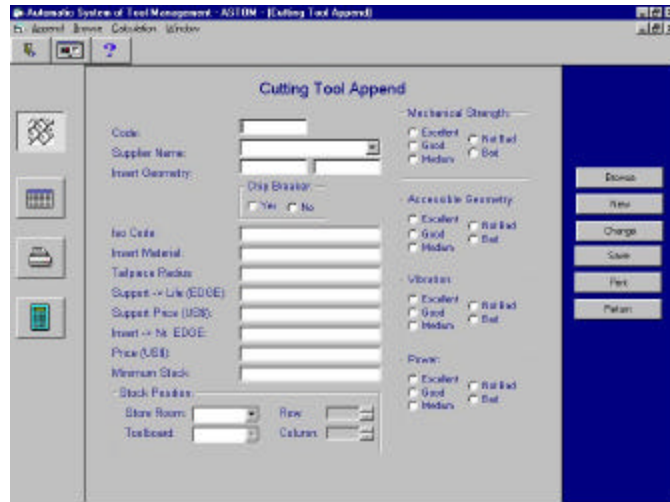 Automatic System of Tool Management - ASTOM - [Cutting Tool Append]
Append Browse Calculation Window
?
Cutting Tool Append
Code:
Supplier Name:
Insert Geometry:
Chip Breaker:
Yes No
Iso Code:
Insert Material:
Tailpiece Radius:
Support -> Life (EDGE):
Support Price (US$):
Insert -> Nr. EDGE:
Price (US$):
Minimum Stock:
Stock Position:
Store Room: Row:
Toolboard: Column:
Mechanical Strength:
Excellent Not Bad
Good Bad
Medium
Accessible Geometry:
Excellent Not Bad
Good Bad
Medium
Vibration:
Excellent Not Bad
Good Bad
Medium
Power:
Excellent Not Bad
Good Bad
Medium
Browse
New
Change
Save
Print
Return